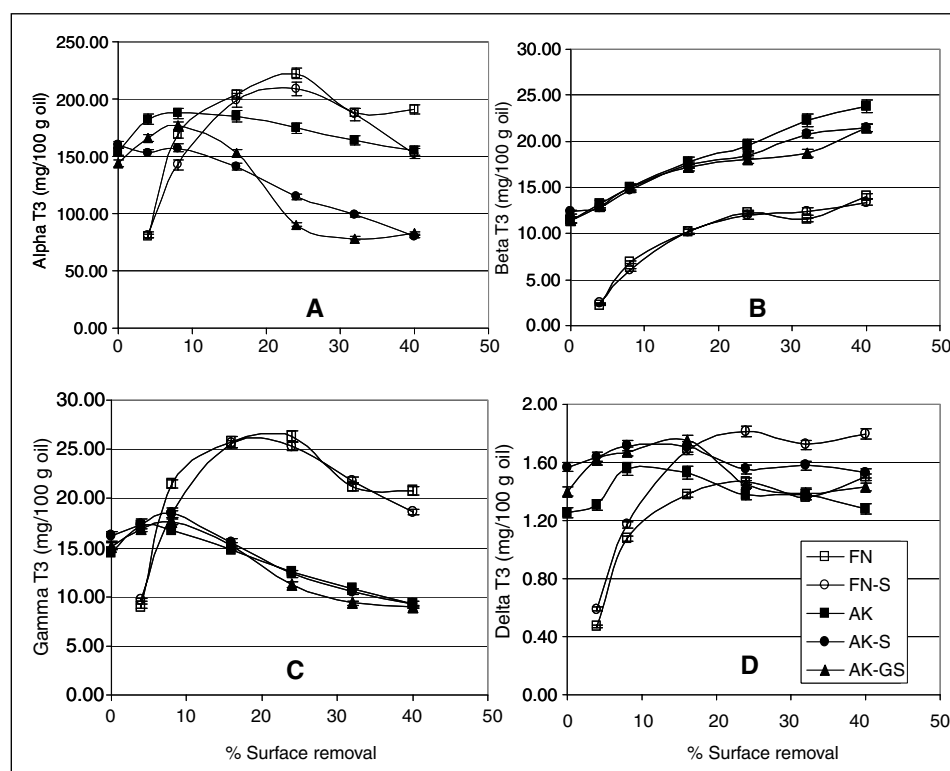 Alpha T3 (mg/100 g oil)
250.00
200.00
150.00
100.00
50.00
0.00
0 10 20 30 40 50
A
Beta T3 (mg/100 g oil)
30.00
25.00
20.00
15.00
10.00
5.00
0.00
0 10 20 30 40 50
B
Gamma T3 (mg/100 g oil)
30.00
25.00
20.00
15.00
10.00
5.00
0.00
0 10 20 30 40 50
% Surface removal
C
Delta T3 (mg/100 g oil)
2.00
1.60
1.20
0.80
0.40
0.00
0 10 20 30 40 50
% Surface removal
D
FN
FN-S
AK
AK-S
AK-GS